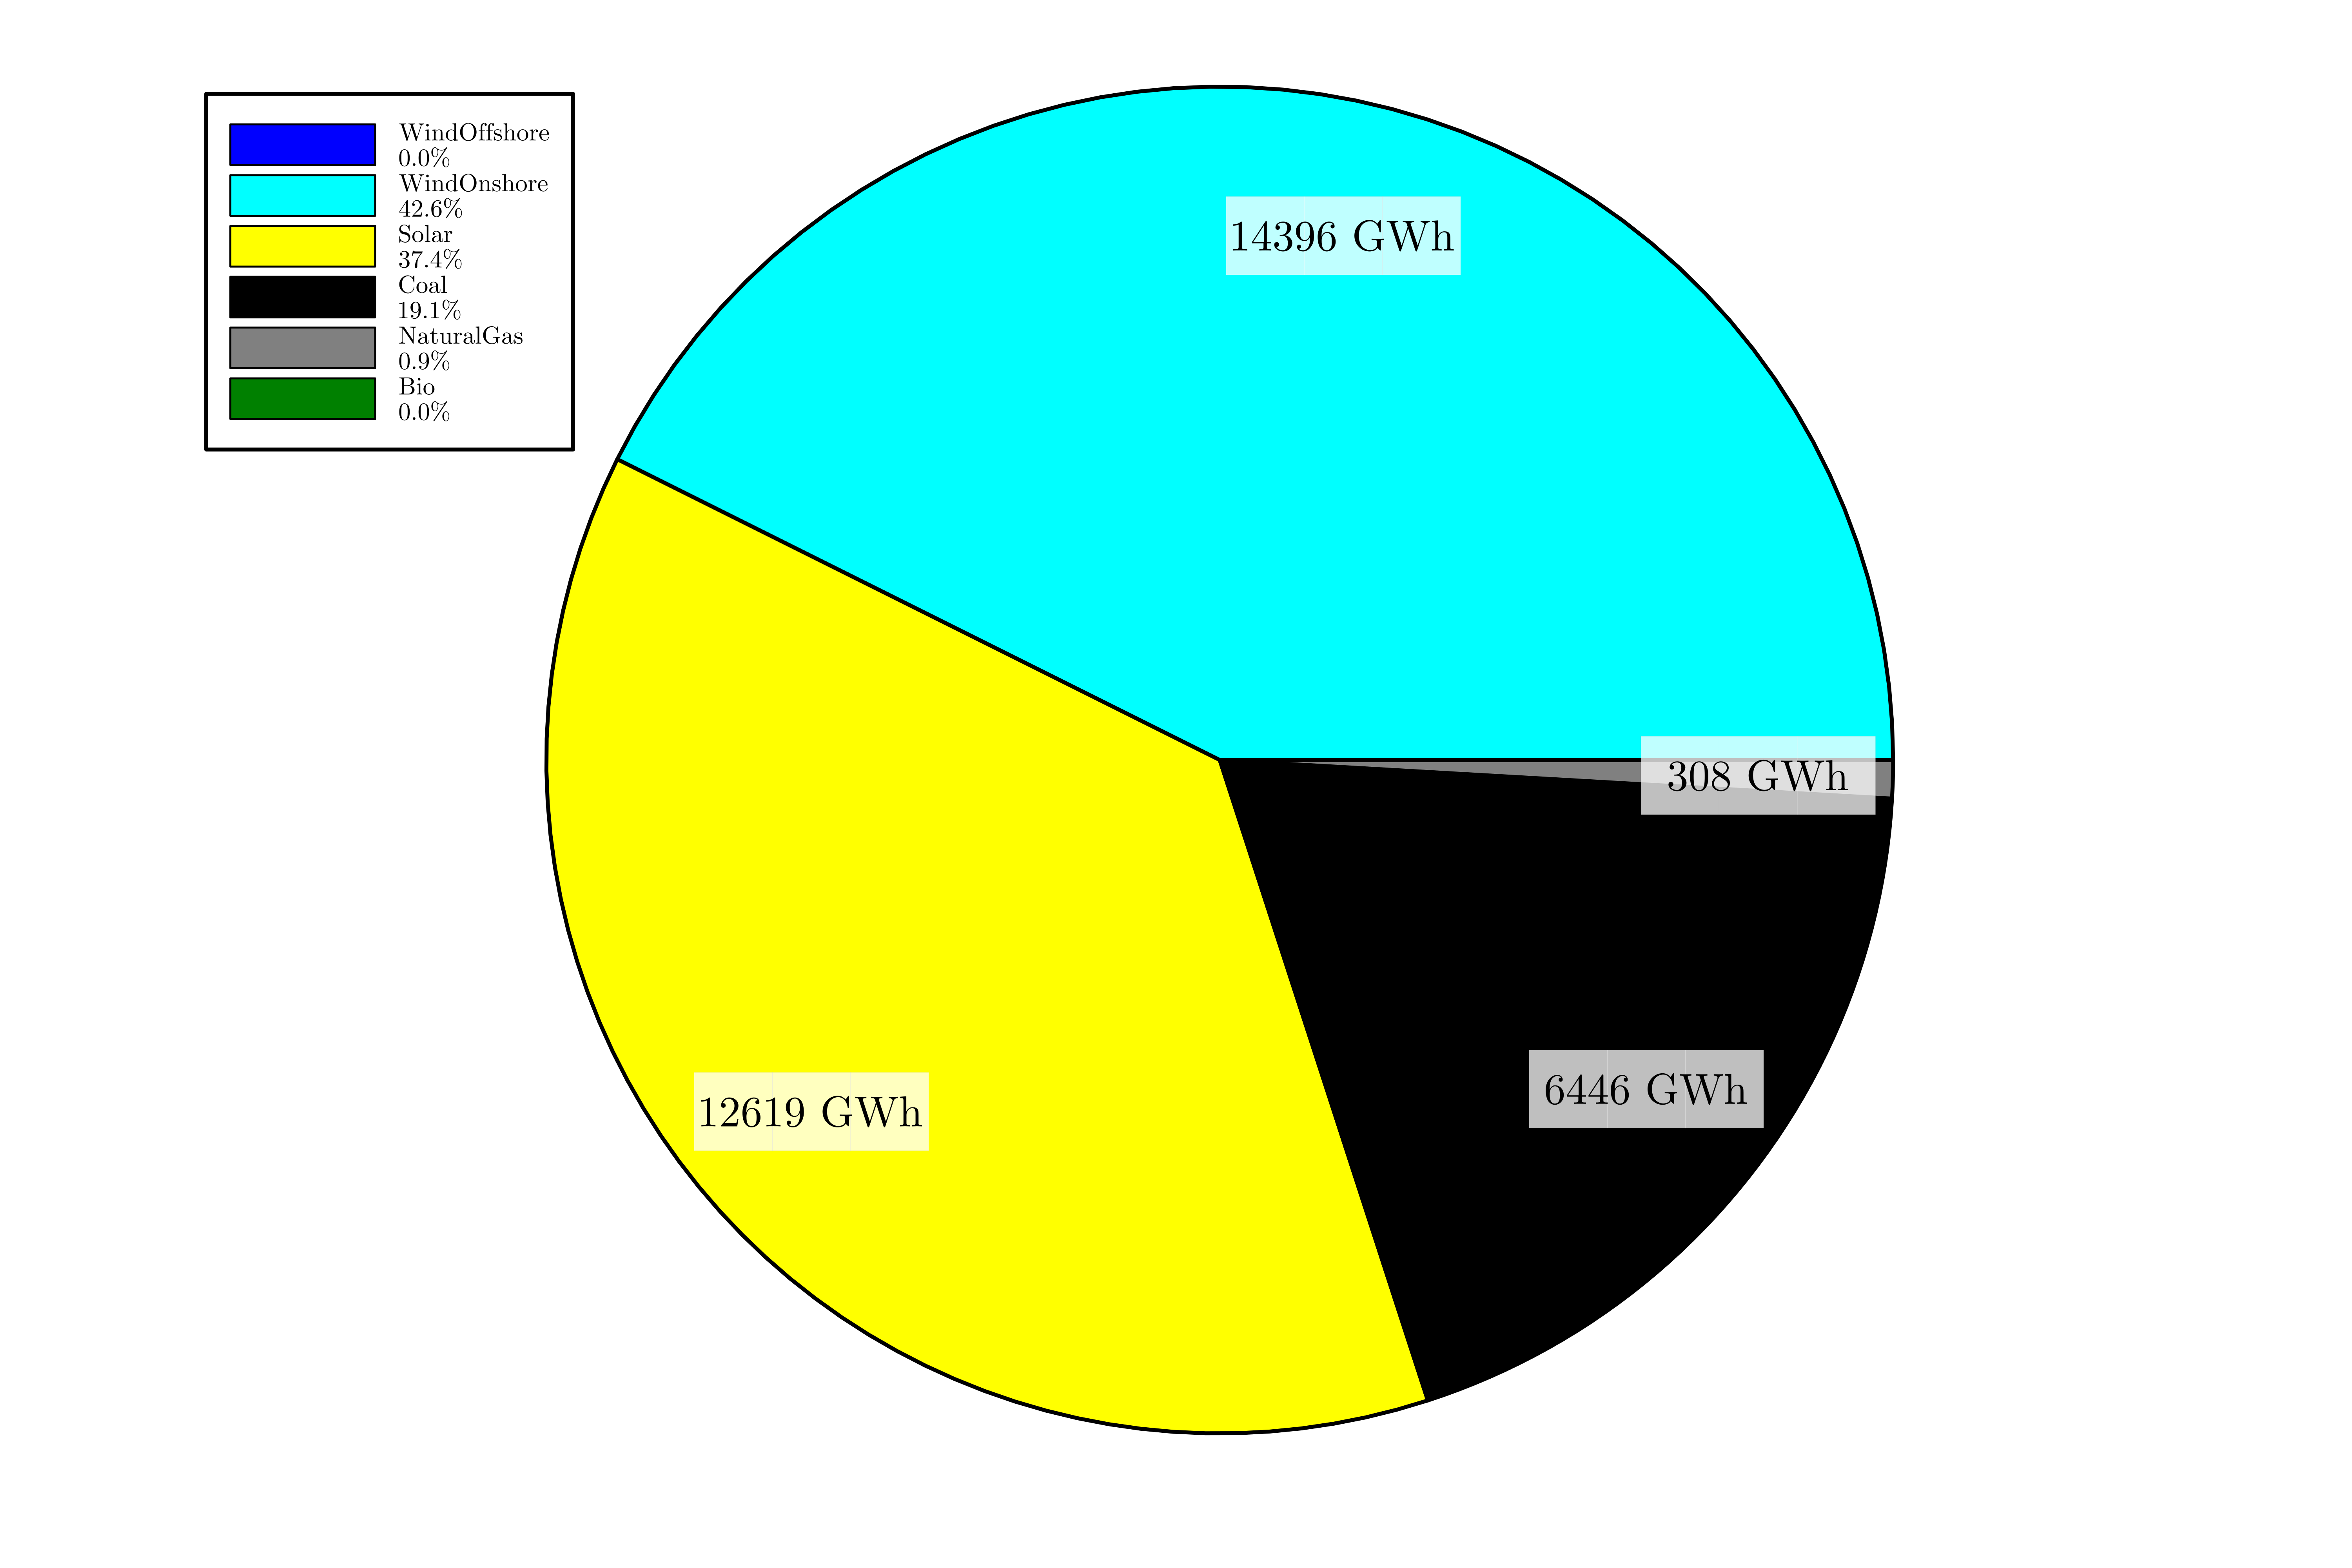 WindOffshore
0.0%
WindOnshore
42.6%
Solar
37.4%
Coal
19.1%
NaturalGas
0.9%
Bio
0.0%
14396 GWh
308 GWh
6446 GWh
12619 GWh